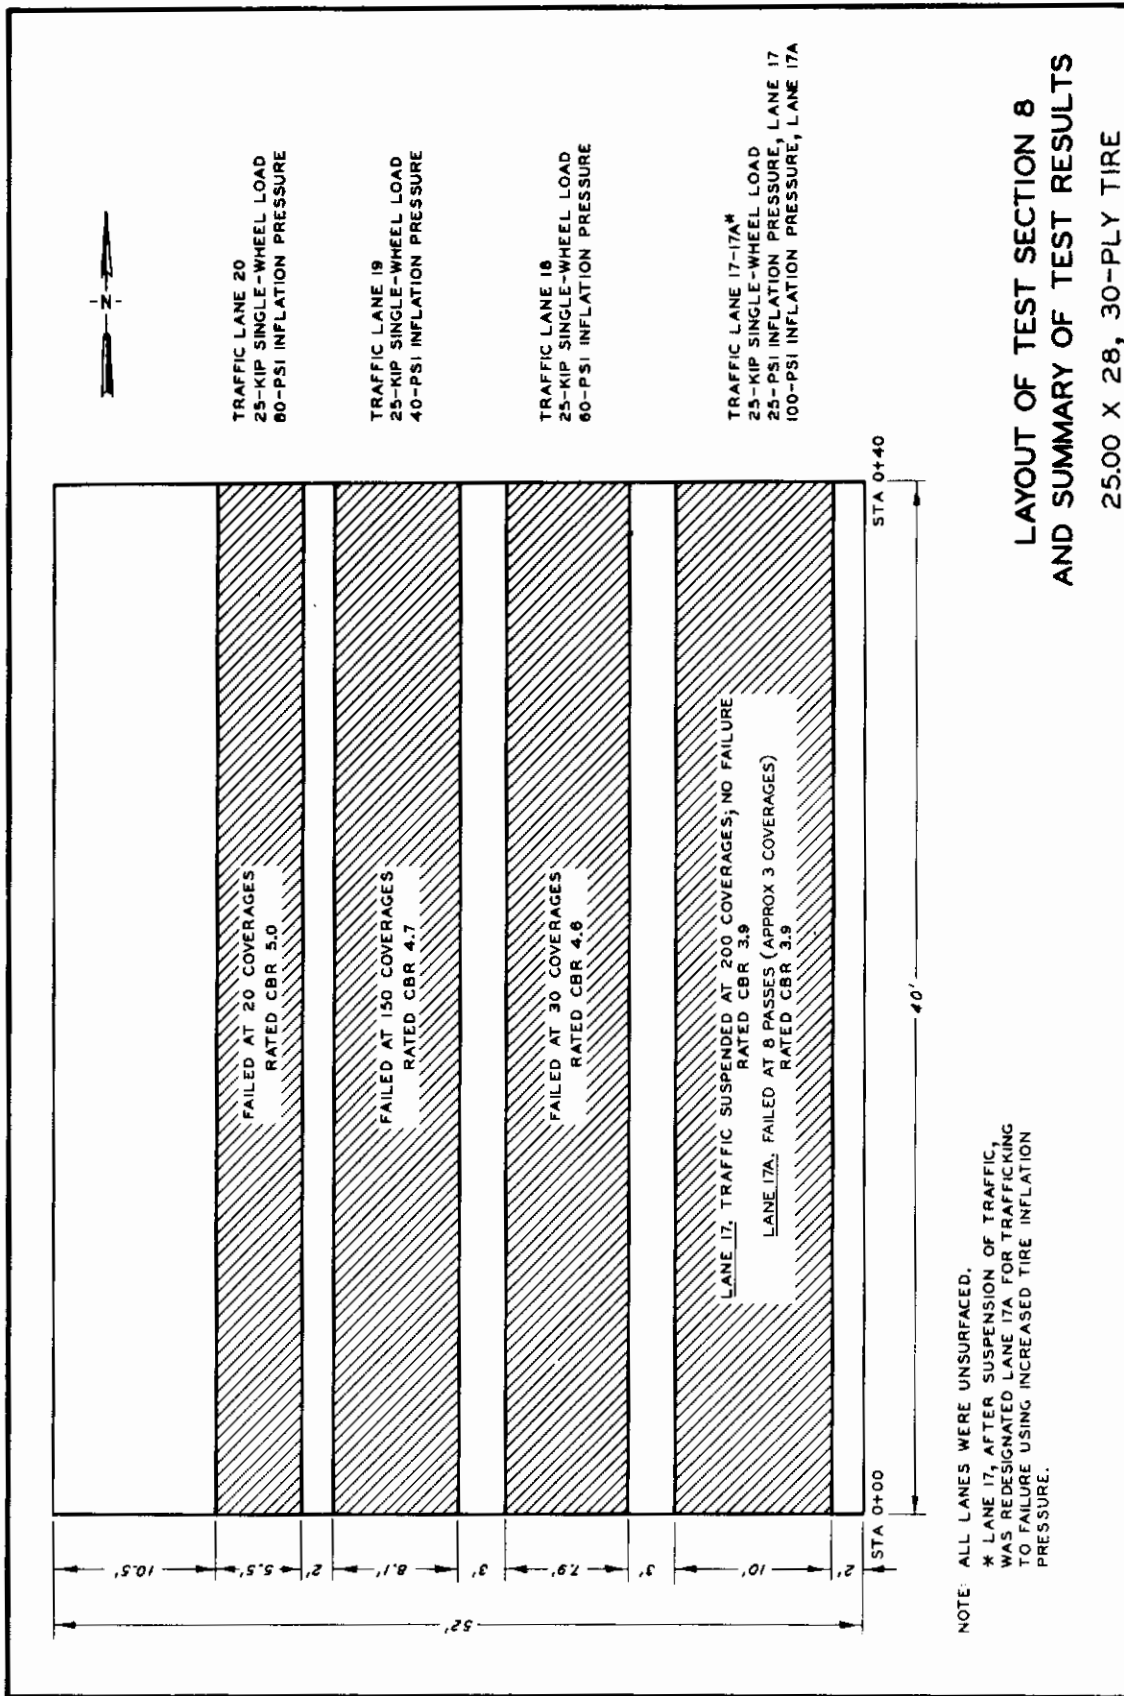 -N-
TRAFFIC LANE 20
25-KIP SINGLE-WHEEL LOAD
80-PSI INFLATION PRESSURE
TRAFFIC LANE 19
25-KIP SINGLE-WHEEL LOAD
40-PSI INFLATION PRESSURE
TRAFFIC LANE 18
25-KIP SINGLE-WHEEL LOAD
60-PSI INFLATION PRESSURE
TRAFFIC LANE 17-17A*
25-KIP SINGLE-WHEEL LOAD
25-PSI INFLATION PRESSURE, LANE 17
100-PSI INFLATION PRESSURE, LANE 17A
FAILED AT 20 COVERAGES
RATED CBR 5.0
FAILED AT 150 COVERAGES
RATED CBR 4.7
FAILED AT 30 COVERAGES
RATED CBR 4.6
LANE 17, TRAFFIC SUSPENDED AT 200 COVERAGES; NO FAILURE
RATED CBR 3.9
LANE 17A, FAILED AT 8 PASSES (APPROX 3 COVERAGES)
RATED CBR 3.9
52'
10.5'
5.5'
2'
8.1'
3'
7.9'
3'
10'
2'
STA 0+00
STA 0+40
40'
NOTE: ALL LANES WERE UNSURFACED.
* LANE 17, AFTER SUSPENSION OF TRAFFIC,
WAS REDESIGNATED LANE 17A FOR TRAFFICKING
TO FAILURE USING INCREASED TIRE INFLATION
PRESSURE.
LAYOUT OF TEST SECTION 8
AND SUMMARY OF TEST RESULTS
25.00 X 28, 30-PLY TIRE